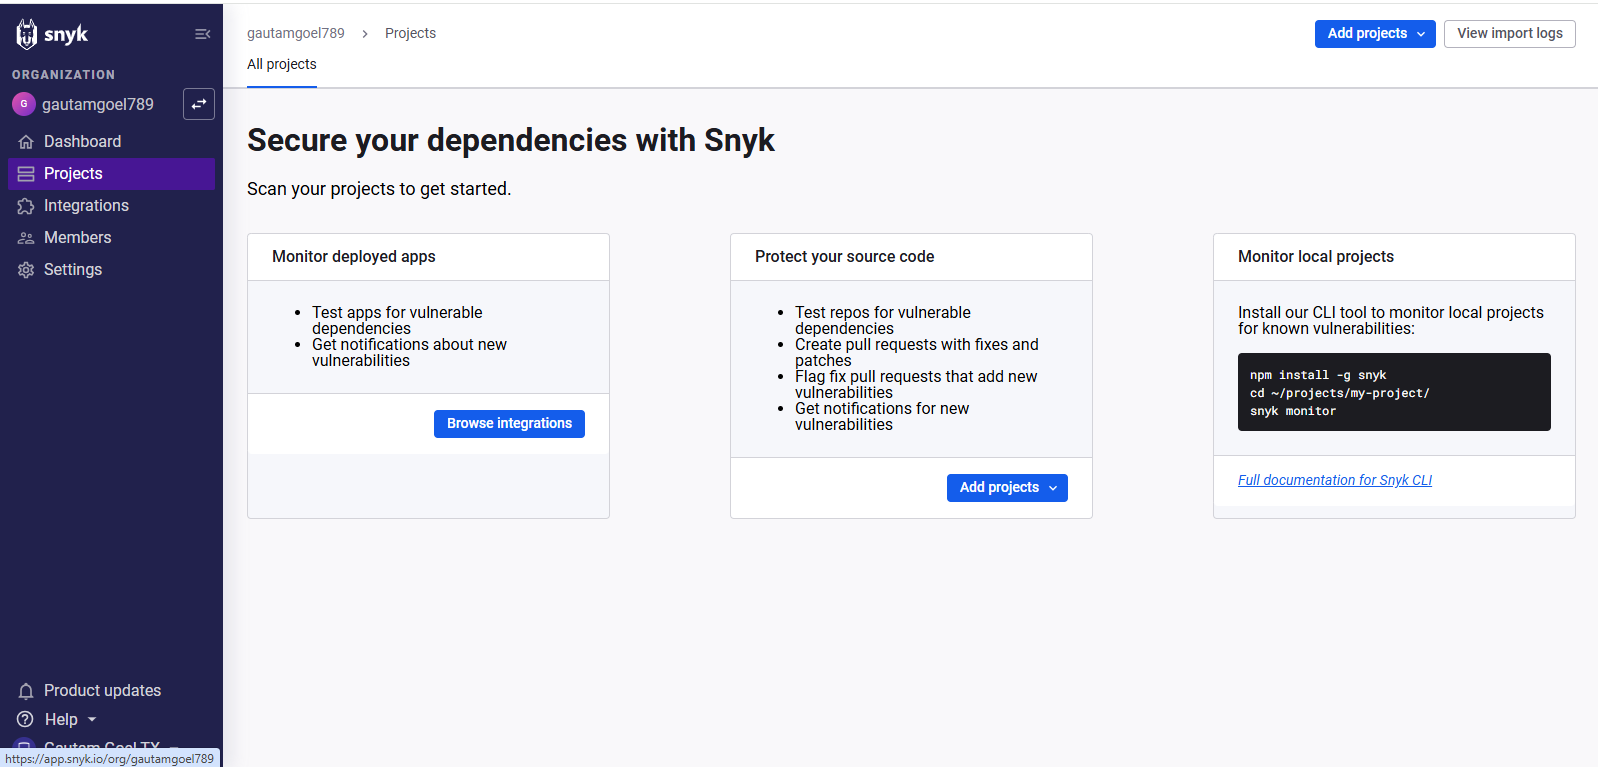 snyk
ORGANIZATION
G
gautamgoel789
Dashboard
Projects
Integrations
Members
Settings
Product updates
Help
Gautam Goel TX
https://app.snyk.io/org/gautamgoel789
gautamgoel789 > Projects
Add projects
View import logs
All projects
Secure your dependencies with Snyk
Scan your projects to get started.
Monitor deployed apps
• Test apps for vulnerable
dependencies
• Get notifications about new
vulnerabilities
Browse integrations
Protect your source code
• Test repos for vulnerable
dependencies
• Create pull requests with fixes and
patches
• Flag fix pull requests that add new
vulnerabilities
• Get notifications for new
vulnerabilities
Add projects
Monitor local projects
Install our CLI tool to monitor local projects
for known vulnerabilities:
npm install -g snyk
cd ~/projects/my-project/
snyk monitor
Full documentation for Snyk CLI